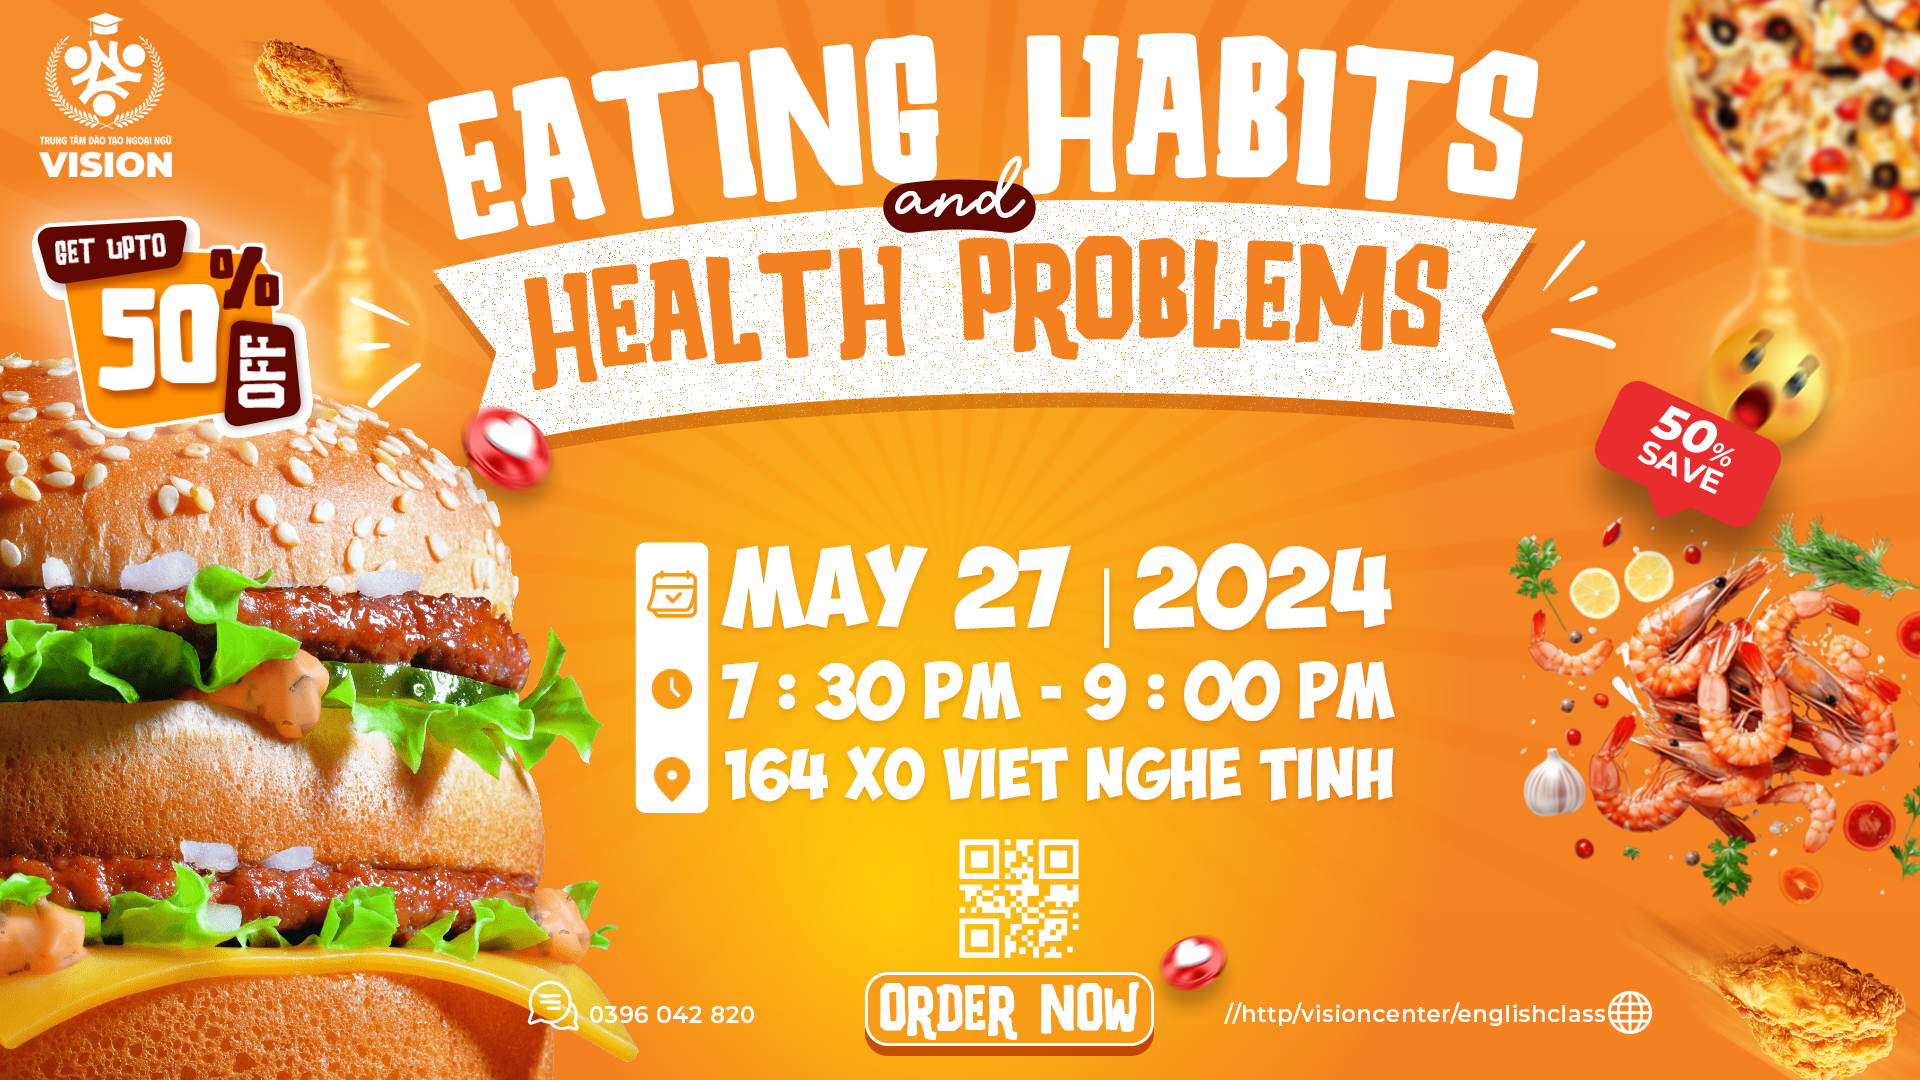 TRUNG TÂM ĐÀO TẠO NGOẠI NGỮ
VISION
EATING HABITS
and
HEALTH PROBLEMS
GET UPTO
50%
OFF
50%
SAVE
MAY 27 | 2024
7 : 30 PM - 9 : 00 PM
164 XO VIET NGHE TINH
ORDER NOW
0396 042 820
//http/visioncenter/englishclass